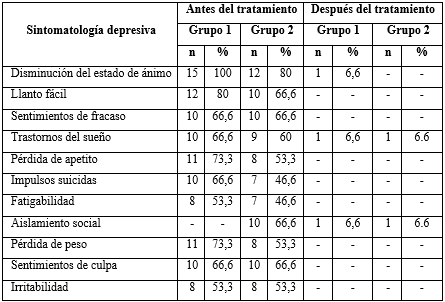 Sintomatología depresiva Antes del tratamiento Después del tratamiento
Grupo 1 Grupo 2 Grupo 1 Grupo 2
n % n % n % n %
Disminución del estado de ánimo 15 100 12 80 1 6,6 - -
Llanto fácil 12 80 10 66,6 - - - -
Sentimientos de fracaso 10 66,6 10 66,6 - - - -
Trastornos del sueño 10 66,6 9 60 1 6,6 1 6.6
Pérdida de apetito 11 73,3 8 53,3 - - - -
Impulsos suicidas 10 66,6 7 46,6 - - - -
Fatigabilidad 8 53,3 7 46,6 - - - -
Aislamiento social - - 10 66,6 1 6,6 1 6.6
Pérdida de peso 11 73,3 8 53,3 - - - -
Sentimientos de culpa 10 66,6 10 66,6 - - - -
Irritabilidad 8 53,3 8 53,3 - - - -